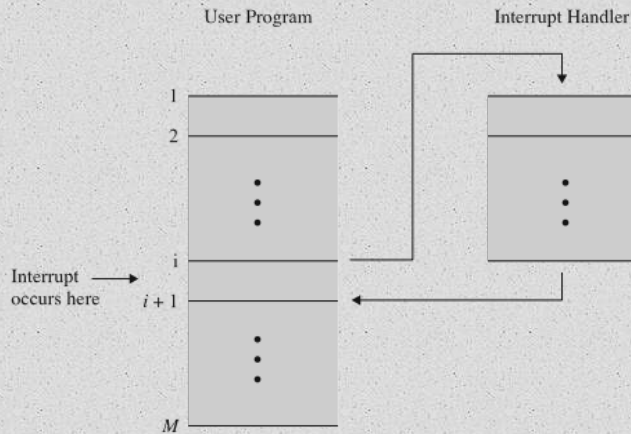 User Program
Interrupt Handler
1
2
i
Interrupt
occurs here
i + 1
M